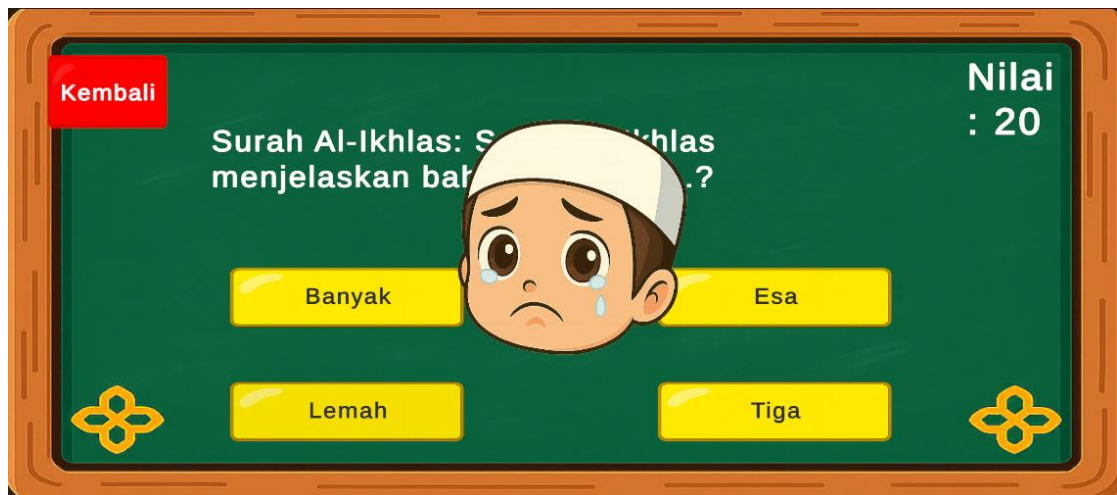 Kembali
Nilai
: 20
Surah Al-Ikhlas: S
khlas
menjelaskan bah
.?
Banyak
Esa
Lemah
Tiga